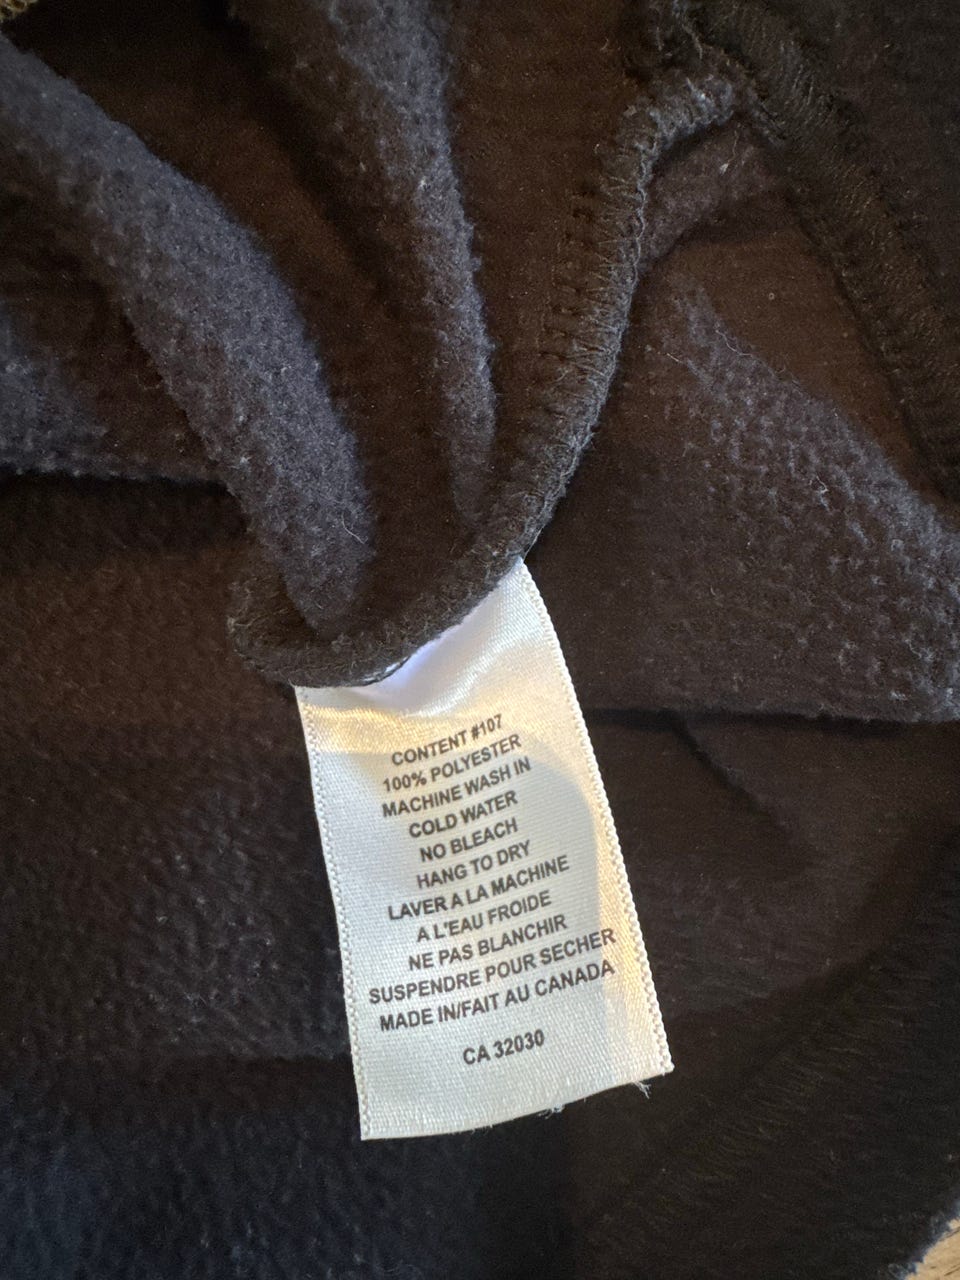 CONTENT #107
100% POLYESTER
MACHINE WASH IN
COLD WATER
NO BLEACH
HANG TO DRY
LAVER A LA MACHINE
A L'EAU FROIDE
NE PAS BLANCHIR
SUSPENDRE POUR SECHER
MADE IN/FAIT AU CANADA
CA 32030